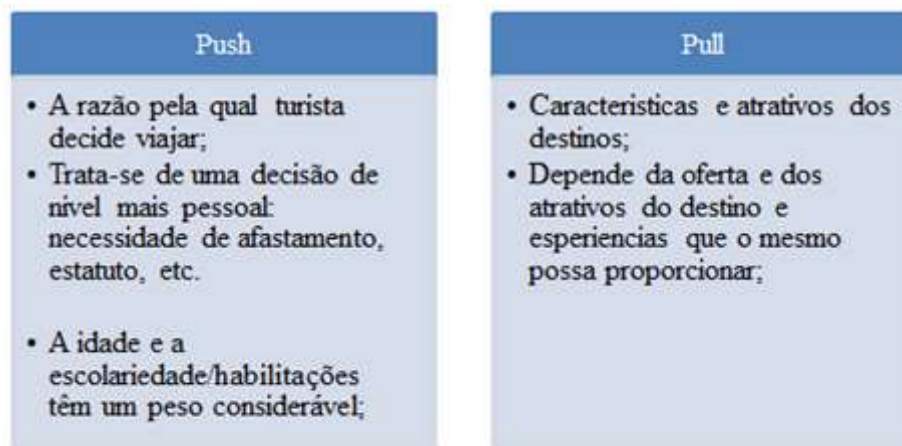 Push
• A razão pela qual turista
decide viajar;
• Trata-se de uma decisão de
nivel mais pessoal:
necessidade de afastamento,
estatuto, etc.
• A idade e a
escolariedade/habilitações
têm um peso considerável;
Pull
• Caracteristicas e atrativos dos
destinos;
• Depende da oferta e dos
atrativos do destino e
esperiencias que o mesmo
possa proporcionar;